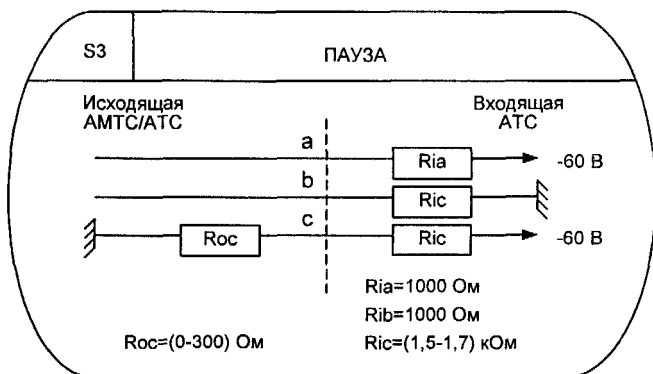 S3 ПАУЗА
Исходящая
АМТС/АТС
Входящая
АТС
a Ria -60 В
b Ric
Roc c Ric -60 В
Ria=1000 Ом
Rib=1000 Ом
Roc=(0-300) Ом Ric=(1,5-1,7) кОм